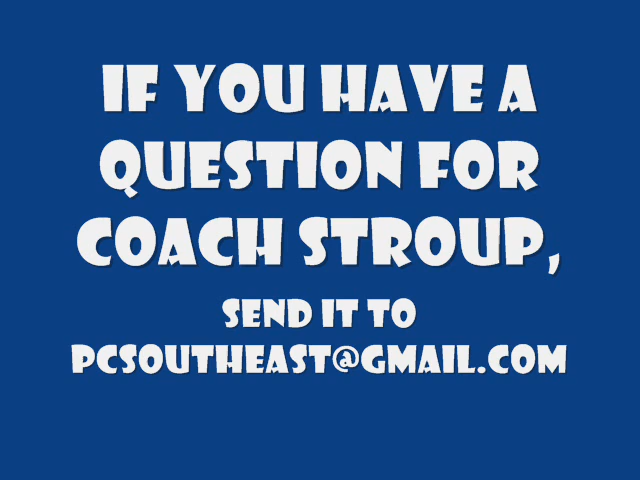 IF YOU HAVE A
QUESTION FOR
COACH STROUP,
SEND IT TO
PCSOUTHEAST@GMAIL.COM